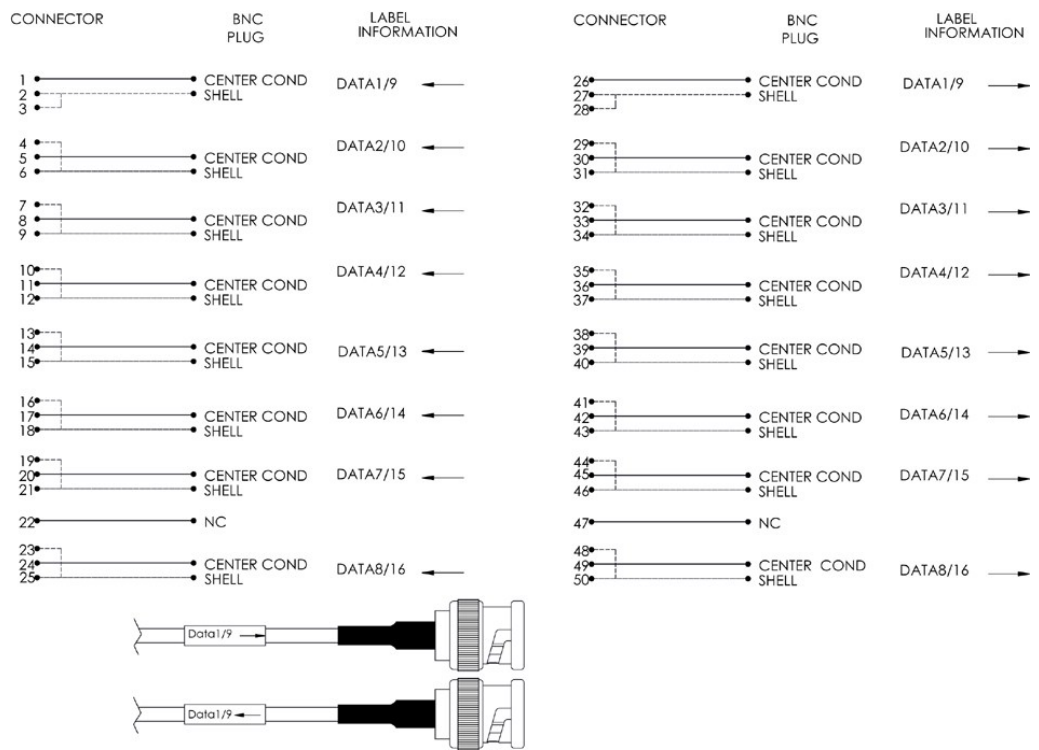 CONNECTOR BNC PLUG LABEL INFORMATION
1 CENTER COND DATA1/9
2 SHELL
3
4 DATA2/10
5 CENTER COND
6 SHELL
7 DATA3/11
8 CENTER COND
9 SHELL
10 DATA4/12
11 CENTER COND
12 SHELL
13
14 CENTER COND DATA5/13
15 SHELL
16
17 CENTER COND DATA6/14
18 SHELL
19
20 CENTER COND DATA7/15
21 SHELL
22 NC
23
24 CENTER COND DATA8/16
25 SHELL
CONNECTOR BNC PLUG LABEL INFORMATION
26 CENTER COND DATA1/9
27 SHELL
28
29 DATA2/10
30 CENTER COND
31 SHELL
32 DATA3/11
33 CENTER COND
34 SHELL
35 DATA4/12
36 CENTER COND
37 SHELL
38
39 CENTER COND DATA5/13
40 SHELL
41
42 CENTER COND DATA6/14
43 SHELL
44
45 CENTER COND DATA7/15
46 SHELL
47 NC
48
49 CENTER COND DATA8/16
50 SHELL
Data1/9
Data1/9